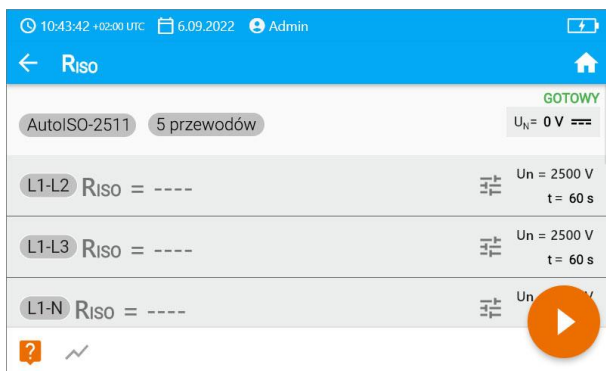 10:43:42 +02:00 UTC 6.09.2022 Admin
RISO
GOTOWY
AutoISO-2511 5 przewodów UN= 0 V
L1-L2 RISO = ---- Un = 2500 V
t = 60 s
L1-L3 RISO = ---- Un = 2500 V
t = 60 s
L1-N RISO = ---- Un
?